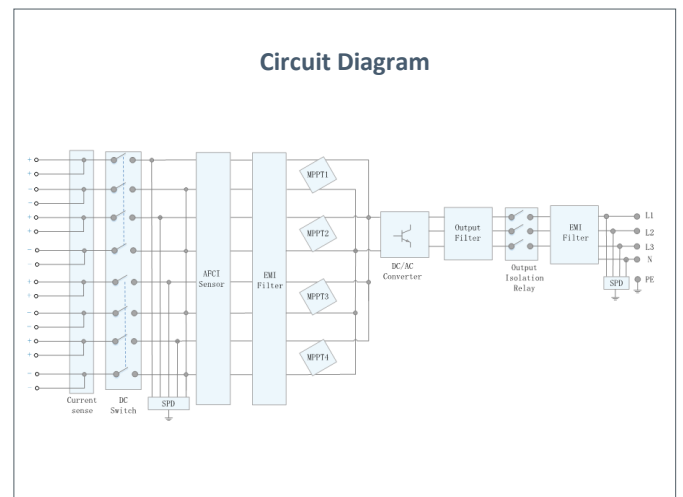 Circuit Diagram
+
+
-
-
+
+
-
-
+
+
-
-
+
+
-
-
Current
sense
DC
Switch
SPD
AFCI
Sensor
EMI
Filter
MPPT1
MPPT2
MPPT3
MPPT4
DC/AC
Converter
Output
Filter
Output
Isolation
Relay
EMI
Filter
SPD
L1
L2
L3
N
PE